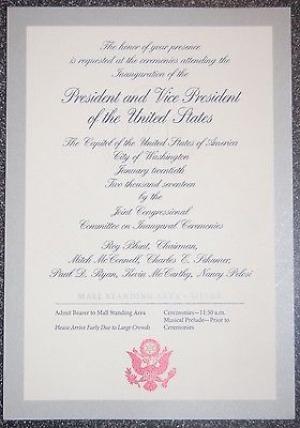 The honor of your presence
is requested at the ceremonies attending the
Inauguration of the
President and Vice President
of the United States
The Capitol of the United States of America
City of Washington
January twentieth
Two thousand seventeen
by the
Joint Congressional
Committee on Inaugural Ceremonies
Roy Blunt, Chairman,
Mitch McConnell, Charles E. Schumer,
Paul D. Ryan, Kevin McCarthy, Nancy Pelosi
MALL STANDING AREA
Admit Bearer to Mall Standing Area
Please Arrive Early Due to Large Crowds
Ceremonies—11:30 a.m.
Musical Prelude—Prior to
Ceremonies